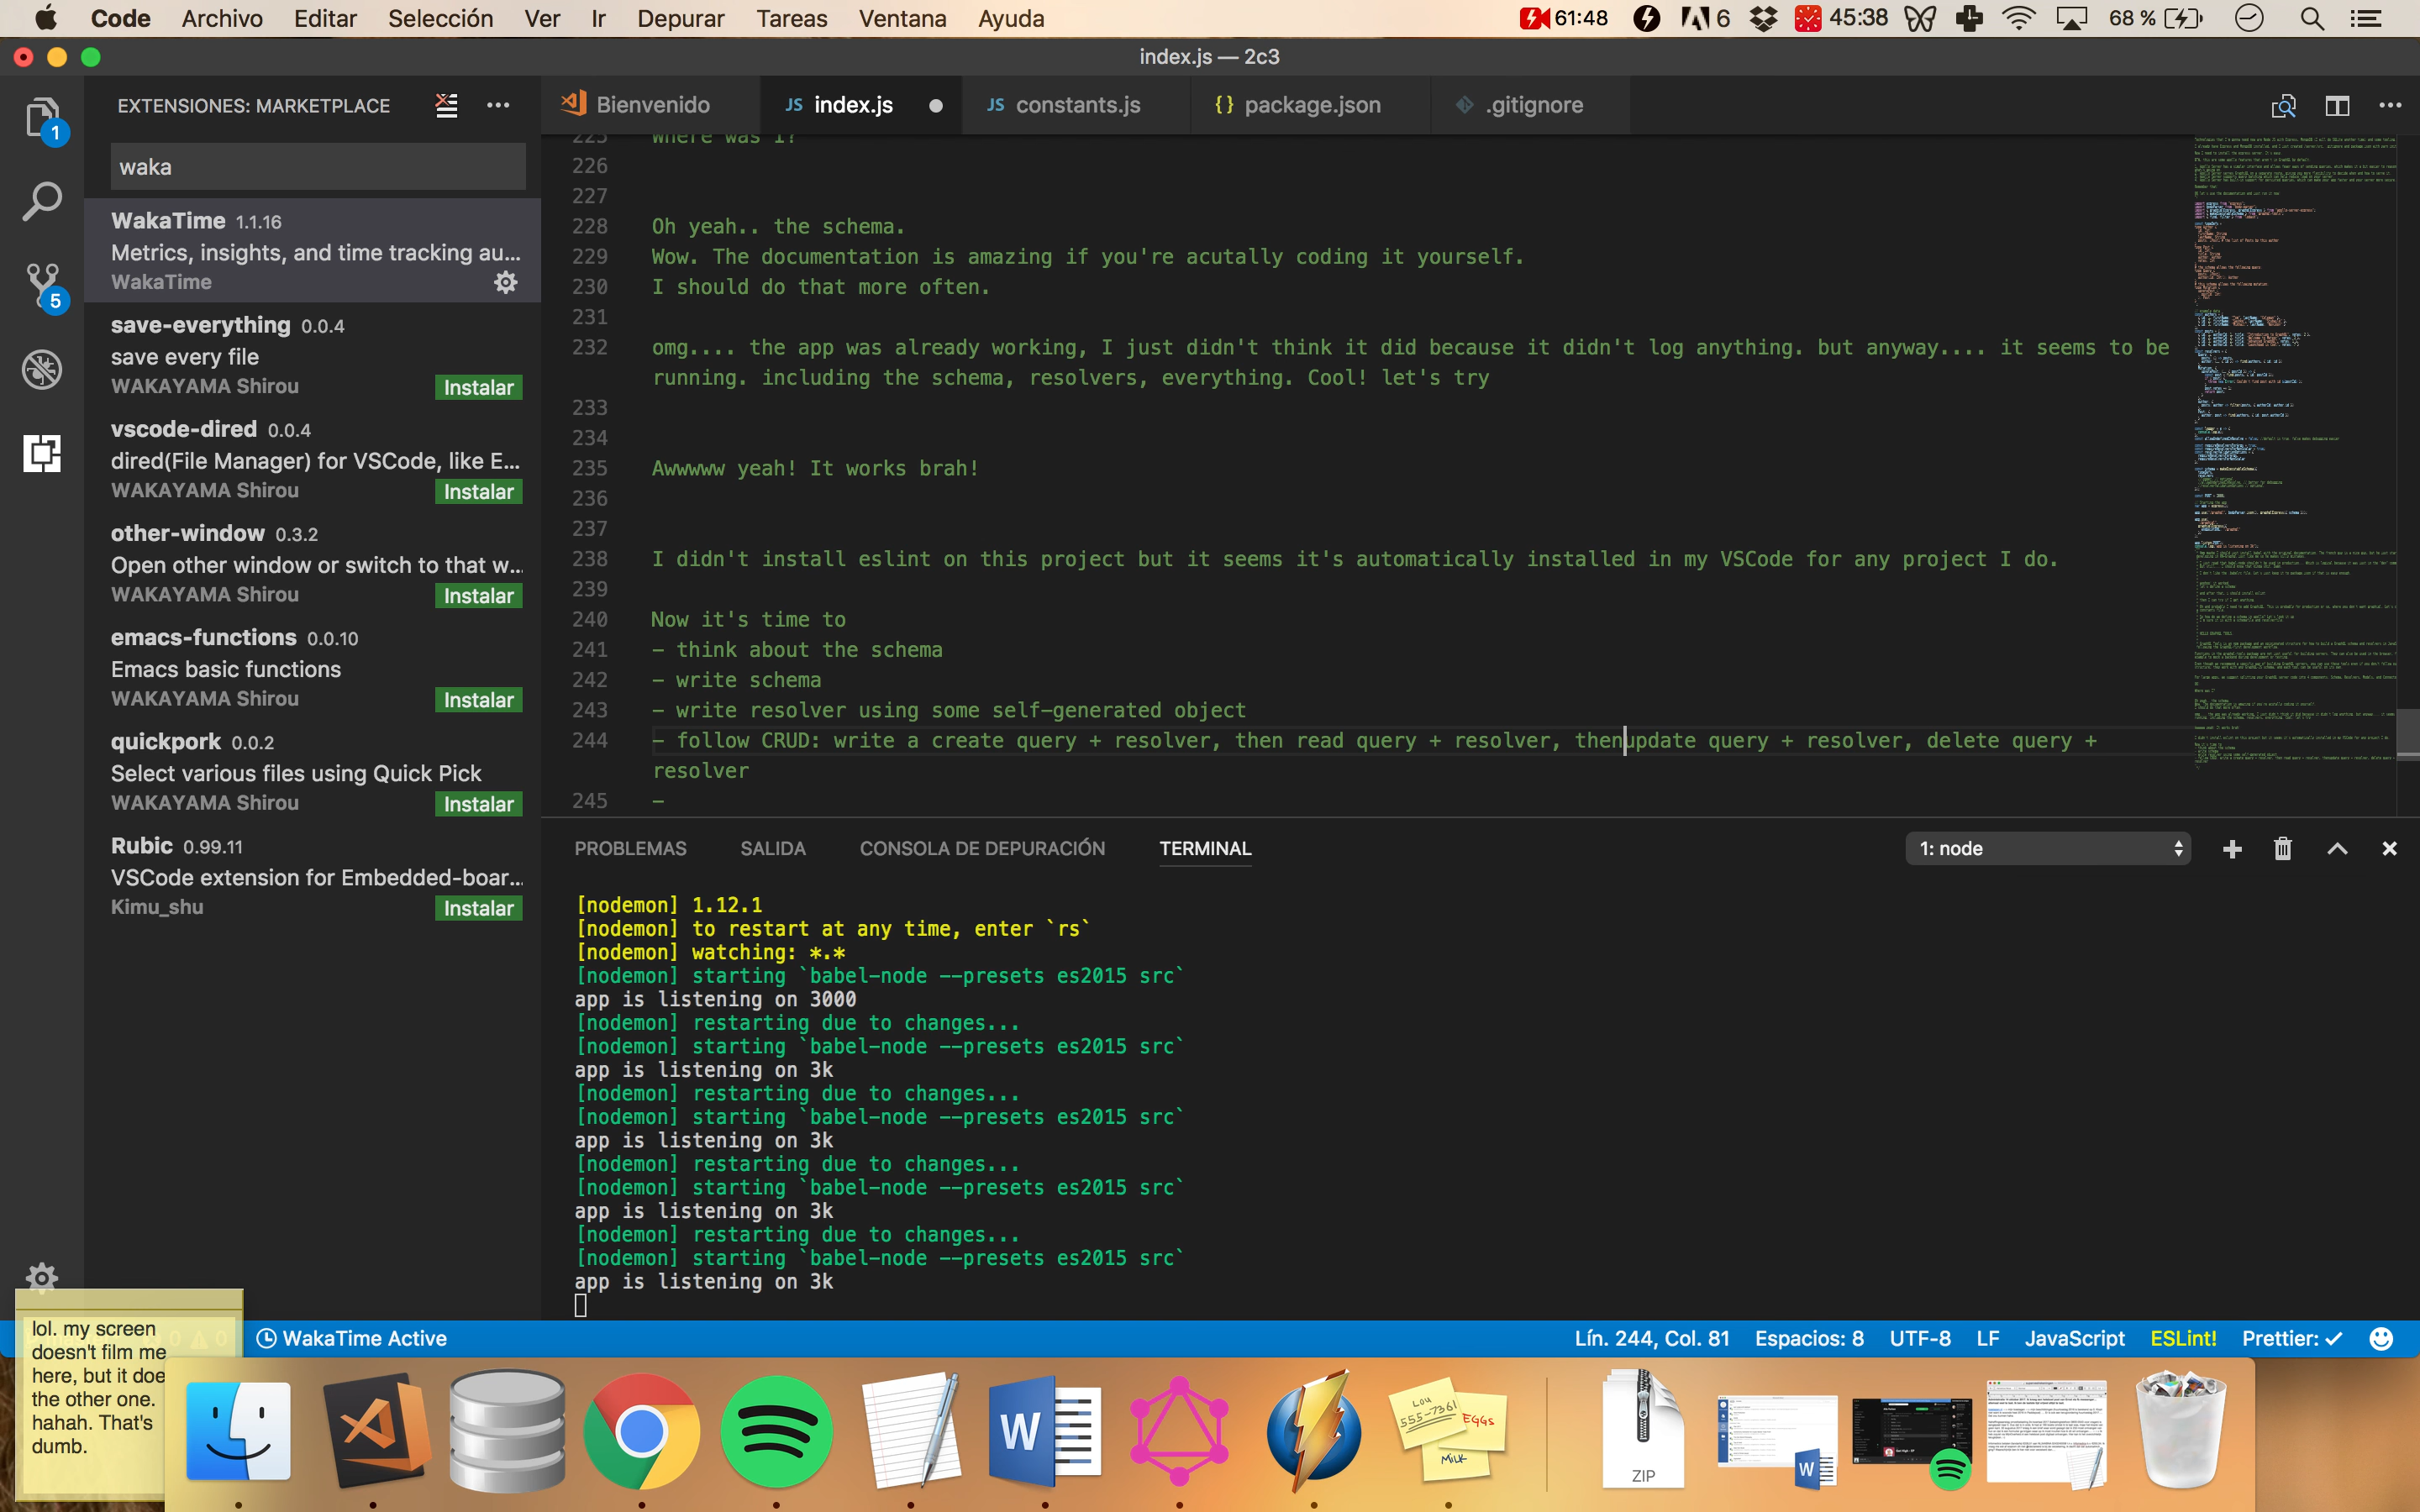 Code Archivo Editar Selección Ver Ir Depurar Tareas Ventana Ayuda 61:48 6 45:38 68 %
index.js — 2c3
EXTENSIONES: MARKETPLACE
Bienvenido
JS index.js
JS constants.js
{} package.json
.gitignore
1
5
waka
WakaTime 1.1.16
Metrics, insights, and time tracking au...
WakaTime
save-everything 0.0.4
save every file
WAKAYAMA Shirou Instalar
vscode-dired 0.0.4
dired(File Manager) for VSCode, like E...
WAKAYAMA Shirou Instalar
other-window 0.3.2
Open other window or switch to that w...
WAKAYAMA Shirou Instalar
emacs-functions 0.0.10
Emacs basic functions
WAKAYAMA Shirou Instalar
quickpork 0.0.2
Select various files using Quick Pick
WAKAYAMA Shirou Instalar
Rubic 0.99.11
VSCode extension for Embedded-boar...
Kimu_shu Instalar
225 Where was I?
226
227
228 Oh yeah.. the schema.
229 Wow. The documentation is amazing if you're acutally coding it yourself.
230 I should do that more often.
231
232 omg.... the app was already working, I just didn't think it did because it didn't log anything. but anyway.... it seems to be
running. including the schema, resolvers, everything. Cool! let's try
233
234
235 Awwwww yeah! It works brah!
236
237
238 I didn't install eslint on this project but it seems it's automatically installed in my VSCode for any project I do.
239
240 Now it's time to
241 - think about the schema
242 - write schema
243 - write resolver using some self-generated object
244 - follow CRUD: write a create query + resolver, then read query + resolver, thenupdate query + resolver, delete query +
resolver
245 -
PROBLEMAS SALIDA CONSOLA DE DEPURACIÓN TERMINAL 1: node
[nodemon] 1.12.1
[nodemon] to restart at any time, enter `rs`
[nodemon] watching: *.*
[nodemon] starting `babel-node --presets es2015 src`
app is listening on 3000
[nodemon] restarting due to changes...
[nodemon] starting `babel-node --presets es2015 src`
app is listening on 3k
[nodemon] restarting due to changes...
[nodemon] starting `babel-node --presets es2015 src`
app is listening on 3k
[nodemon] restarting due to changes...
[nodemon] starting `babel-node --presets es2015 src`
app is listening on 3k
[nodemon] restarting due to changes...
[nodemon] starting `babel-node --presets es2015 src`
app is listening on 3k
0 0 WakaTime Active Lín. 244, Col. 81 Espacios: 8 UTF-8 LF JavaScript ESLint! Prettier: ✓
lol. my screen
doesn't film me
here, but it doe
the other one.
hahah. That's
dumb.
W
LOU
555-7361
EGGS
MILK
ZIP
W